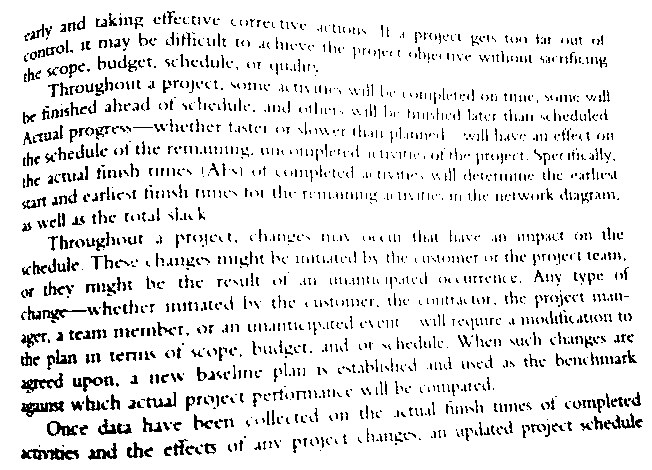 early and taking effective corrective actions. If a project gets too far out of
control, it may be difficult to achieve the project objective without sacrificing
the scope, budget, schedule, or quality.
Throughout a project, some activities will be completed on time, some will
be finished ahead of schedule, and others will be finished later than scheduled.
Actual progress—whether faster or slower than planned—will have an effect on
the schedule of the remaining, uncompleted activities of the project. Specifically,
the actual finish times (AFs) of completed activities will determine the earliest
start and earliest finish times for the remaining activities in the network diagram,
as well as the total slack.
Throughout a project, changes may occur that have an impact on the
schedule. These changes might be initiated by the customer or the project team,
or they might be the result of an unanticipated occurrence. Any type of
change—whether initiated by the customer, the contractor, the project man-
ager, a team member, or an unanticipated event—will require a modification to
the plan in terms of scope, budget, and/or schedule. When such changes are
agreed upon, a new baseline plan is established and used as the benchmark
against which actual project performance will be compared.
Once data have been collected on the actual finish times of completed
activities and the effects of any project changes, an updated project schedule